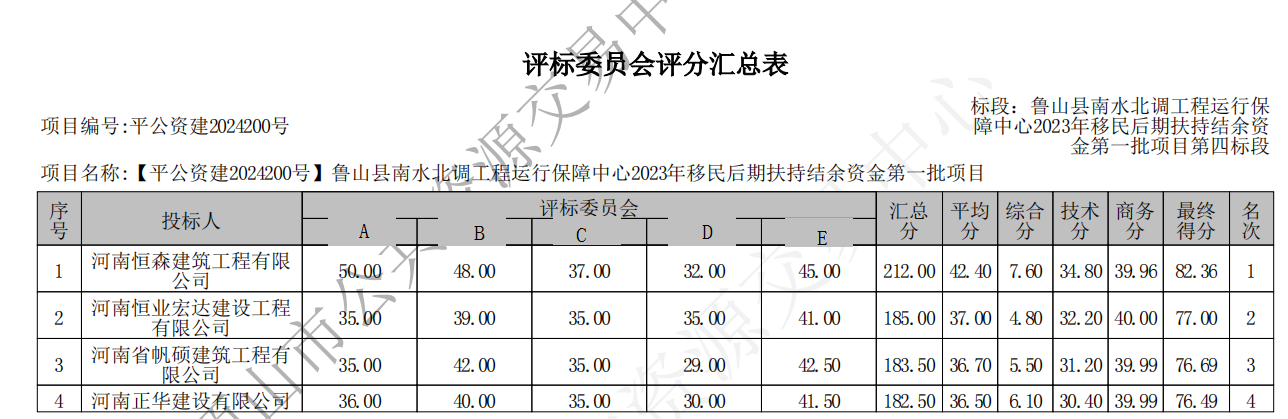 评标委员会评分汇总表
标段：鲁山县南水北调工程运行保
障中心2023年移民后期扶持结余资
金第一批项目第四标段
项目编号:平公资建2024200号
项目名称:【平公资建2024200号】鲁山县南水北调工程运行保障中心2023年移民后期扶持结余资金第一批项目
序号 投标人 评标委员会 汇总分 平均分 综合分 技术分 商务分 最终得分 名次
A B C D E
1 河南恒森建筑工程有限公司 50.00 48.00 37.00 32.00 45.00 212.00 42.40 7.60 34.80 39.96 82.36 1
2 河南恒业宏达建设工程有限公司 35.00 39.00 35.00 35.00 41.00 185.00 37.00 4.80 32.20 40.00 77.00 2
3 河南省帆硕建筑工程有限公司 35.00 42.00 35.00 29.00 42.50 183.50 36.70 5.50 31.20 39.99 76.69 3
4 河南正华建设有限公司 36.00 40.00 35.00 30.00 41.50 182.50 36.50 6.10 30.40 39.99 76.49 4
山市公共资源交易中
资源交易中心